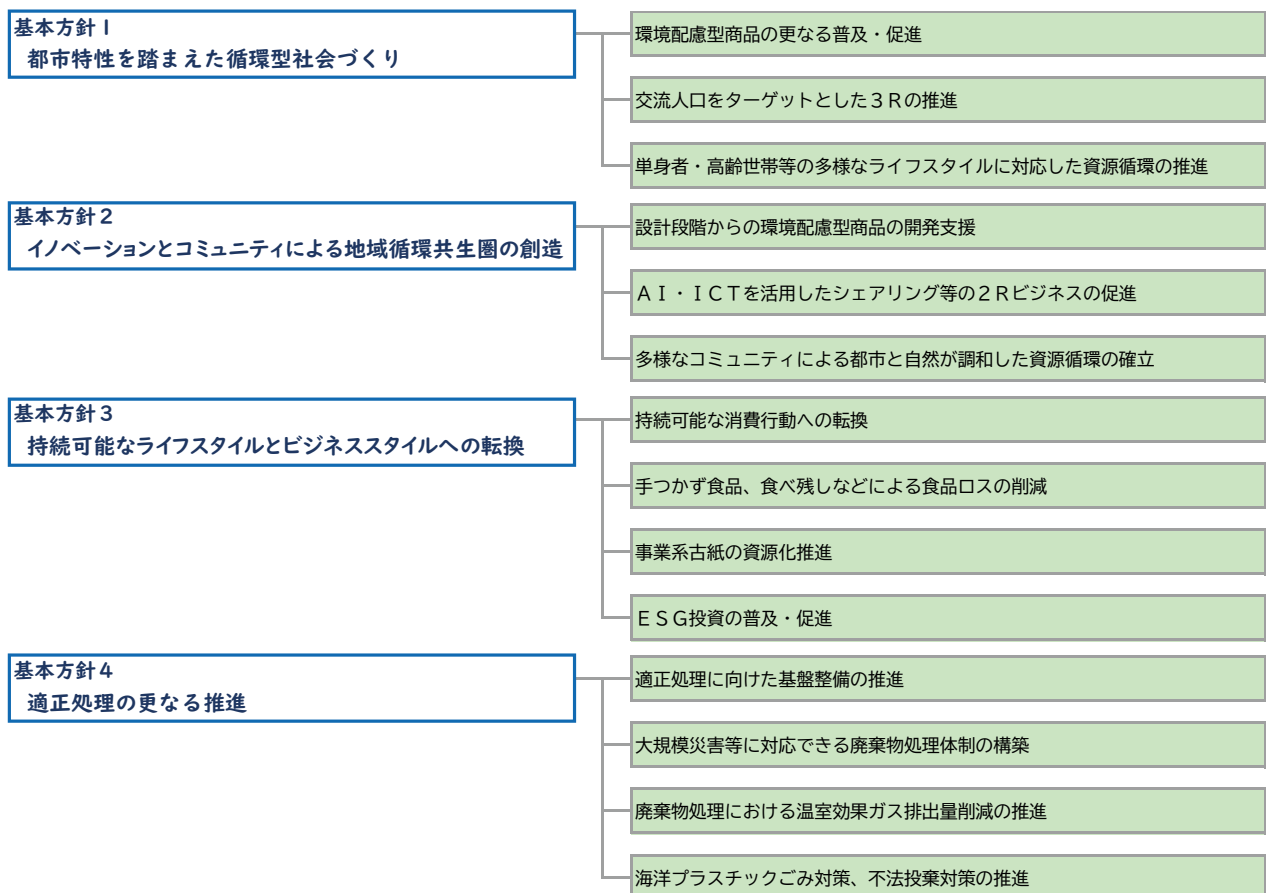 基本方針1
都市特性を踏まえた循環型社会づくり
環境配慮型商品の更なる普及・促進
交流人口をターゲットとした３Ｒの推進
単身者・高齢世帯等の多様なライフスタイルに対応した資源循環の推進
基本方針２
イノベーションとコミュニティによる地域循環共生圏の創造
設計段階からの環境配慮型商品の開発支援
ＡＩ・ＩＣＴを活用したシェアリング等の２Ｒビジネスの促進
多様なコミュニティによる都市と自然が調和した資源循環の確立
基本方針３
持続可能なライフスタイルとビジネススタイルへの転換
持続可能な消費行動への転換
手つかず食品、食べ残しなどによる食品ロスの削減
事業系古紙の資源化推進
ＥＳＧ投資の普及・促進
基本方針４
適正処理の更なる推進
適正処理に向けた基盤整備の推進
大規模災害等に対応できる廃棄物処理体制の構築
廃棄物処理における温室効果ガス排出量削減の推進
海洋プラスチックごみ対策、不法投棄対策の推進